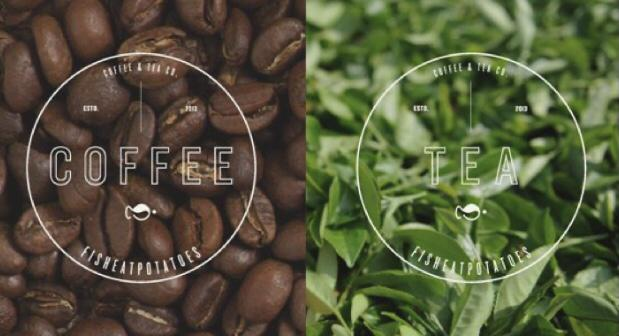 COFFEE & TEA CO.
ESTD. 2013
COFFEE
FISHEATPOTATOES
COFFEE & TEA CO.
ESTD. 2013
TEA
FISHEATPOTATOES